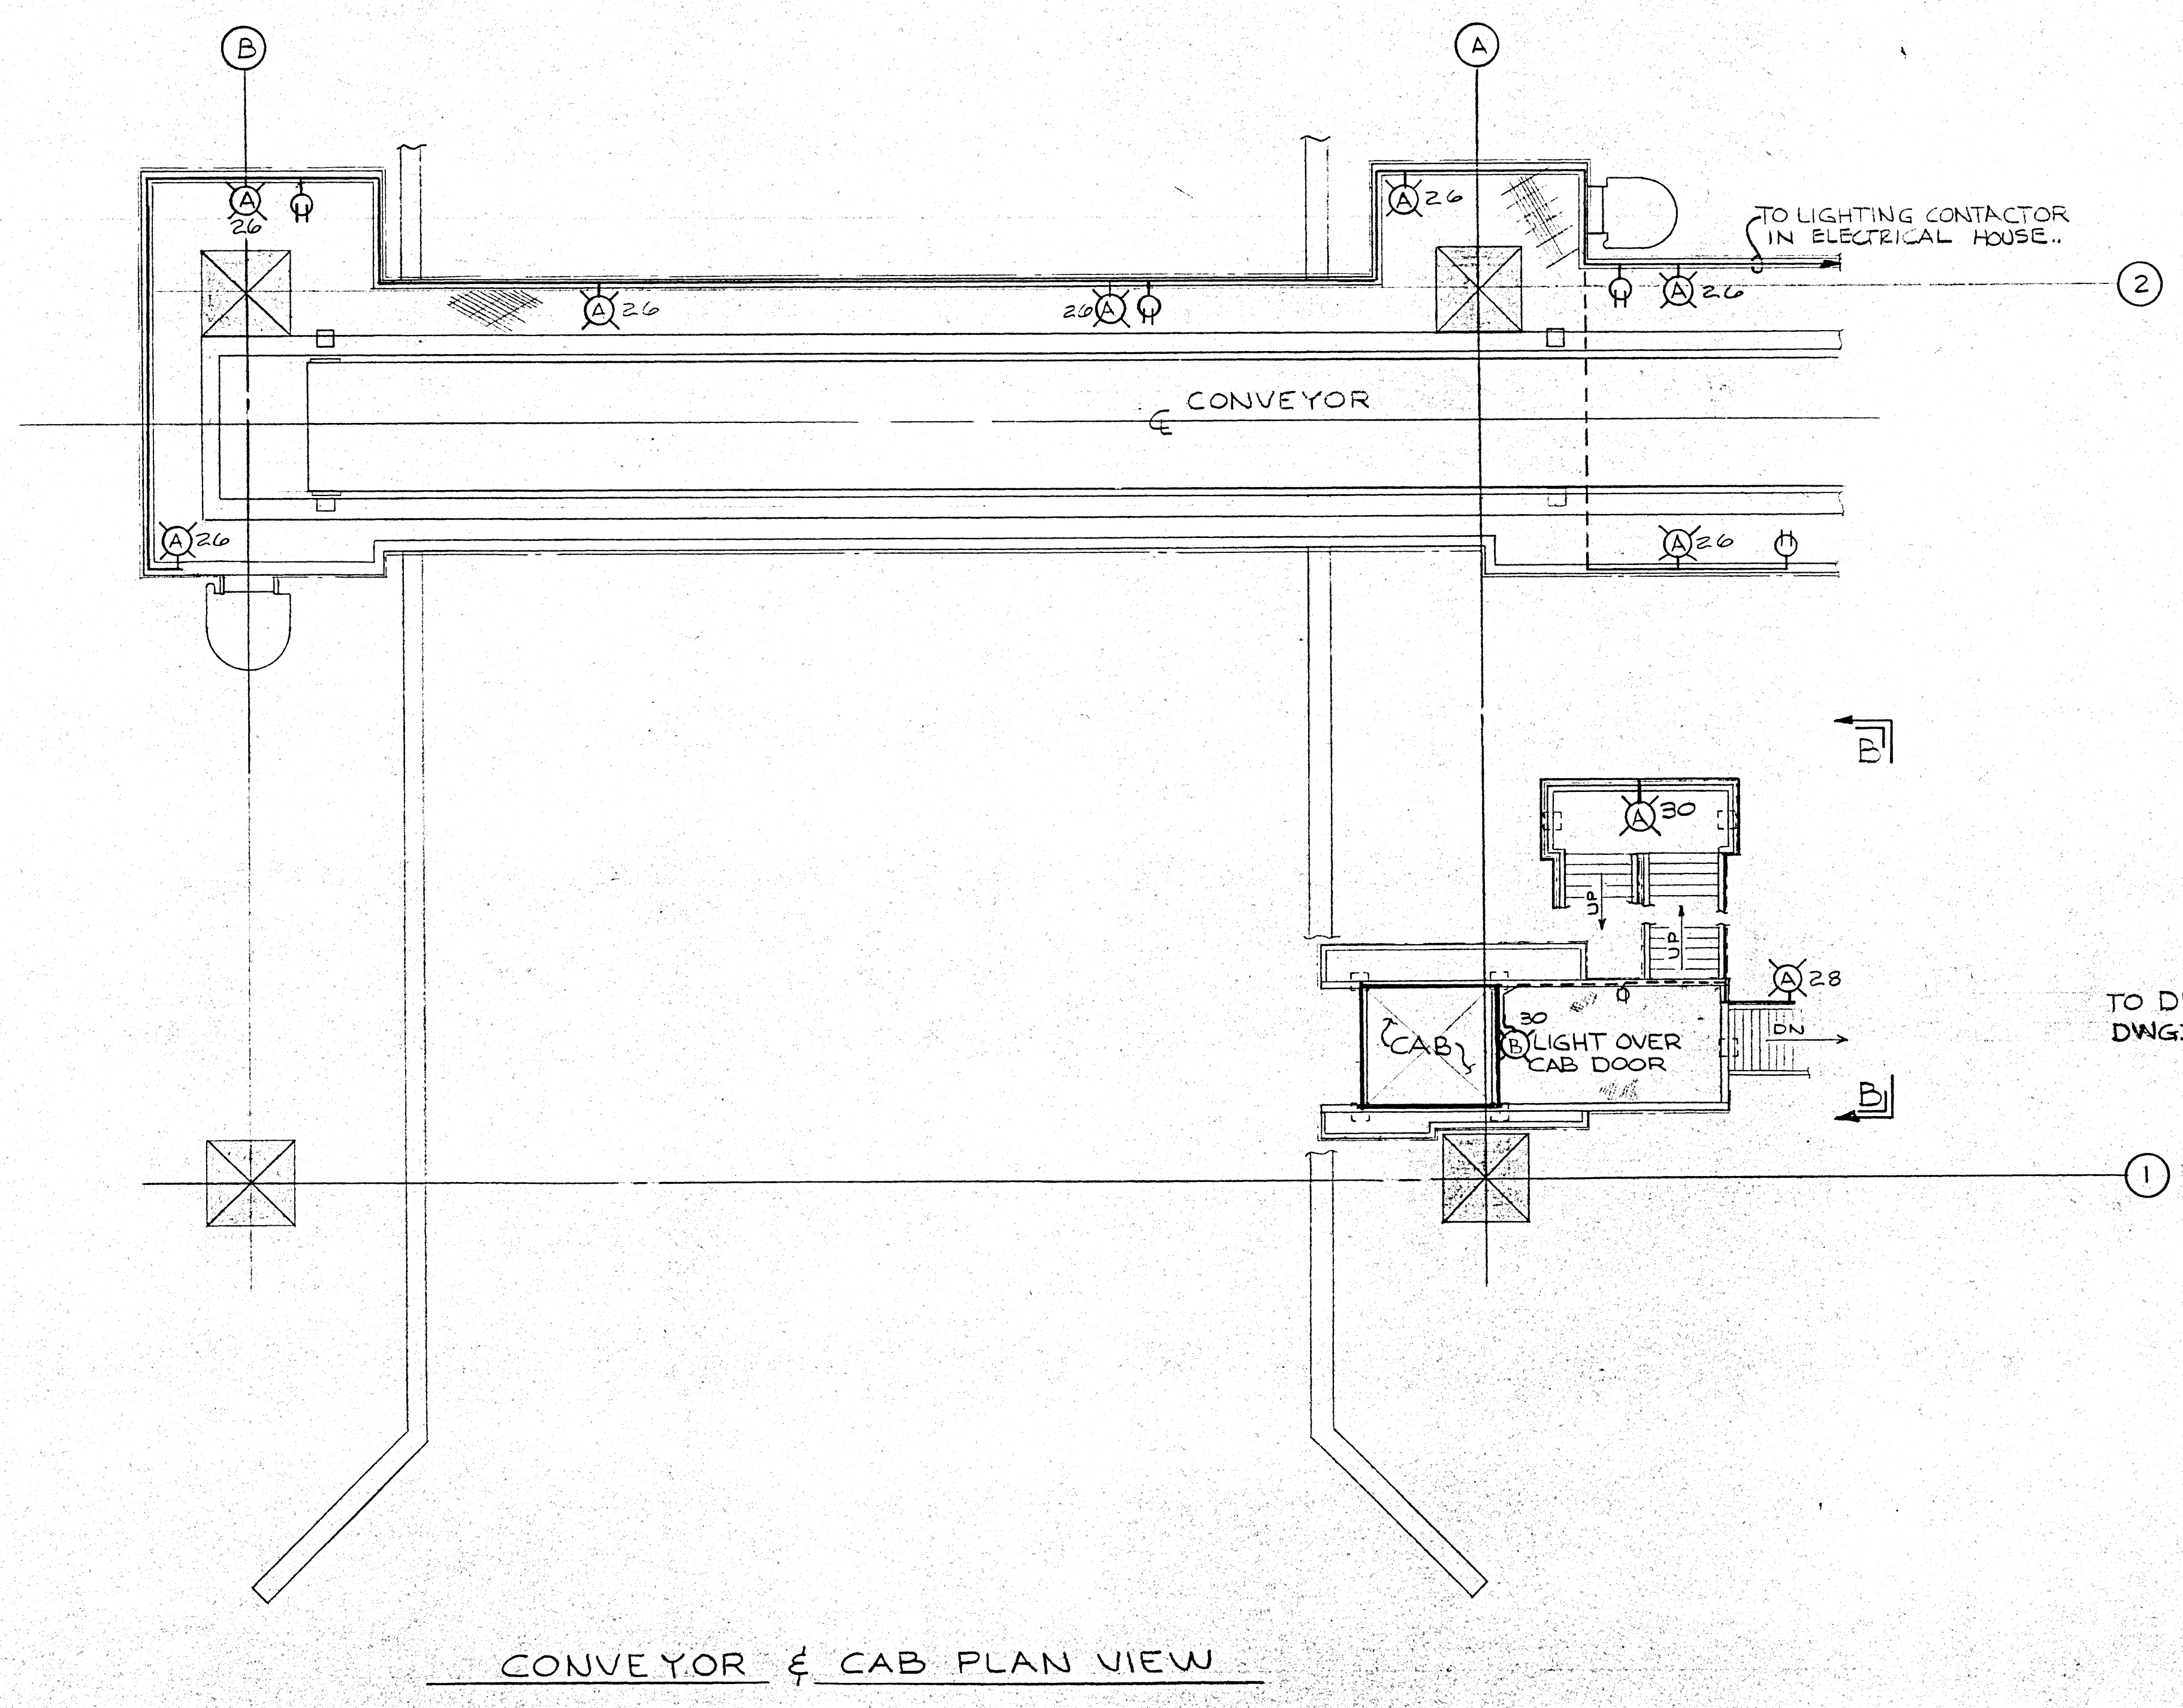 B
A
A
26
A 26
TO LIGHTING CONTACTOR
IN ELECTRICAL HOUSE..
A 26
26 A
A 26
2
℄ CONVEYOR
A 26
A 26
B
A 30
UP
UP
A 28
30
CAB
B LIGHT OVER
CAB DOOR
DN
TO D
DWG.
B
1
CONVEYOR & CAB PLAN VIEW